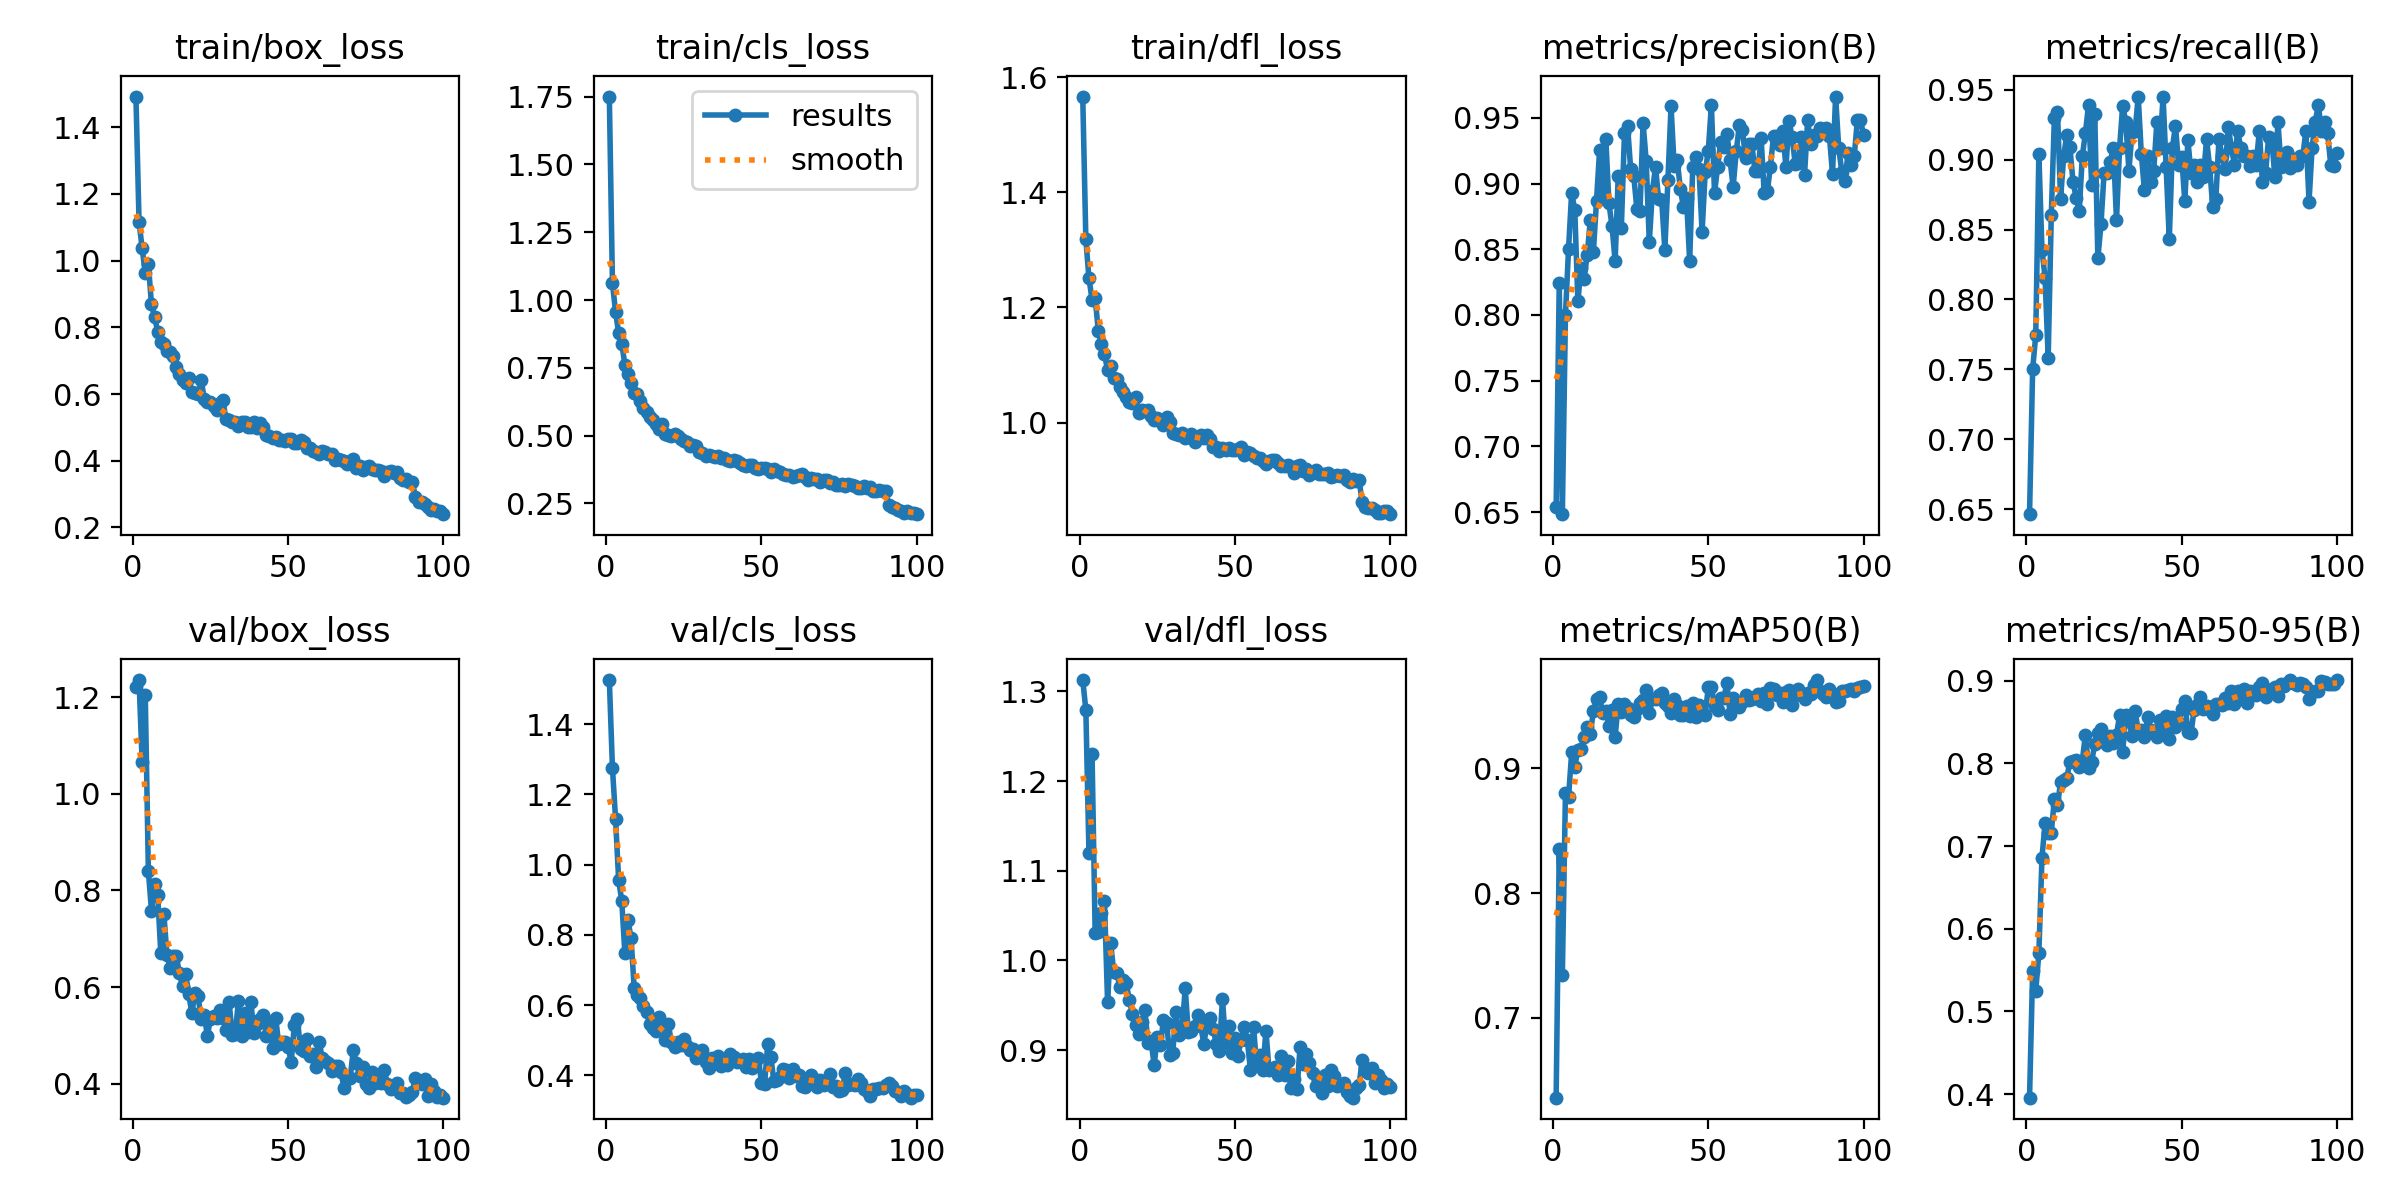 train/box_loss
1.4
1.2
1.0
0.8
0.6
0.4
0.2
0 50 100
train/cls_loss
results
smooth
1.75
1.50
1.25
1.00
0.75
0.50
0.25
0 50 100
train/dfl_loss
1.6
1.4
1.2
1.0
0 50 100
metrics/precision(B)
0.95
0.90
0.85
0.80
0.75
0.70
0.65
0 50 100
metrics/recall(B)
0.95
0.90
0.85
0.80
0.75
0.70
0.65
0 50 100
val/box_loss
1.2
1.0
0.8
0.6
0.4
0 50 100
val/cls_loss
1.4
1.2
1.0
0.8
0.6
0.4
0 50 100
val/dfl_loss
1.3
1.2
1.1
1.0
0.9
0 50 100
metrics/mAP50(B)
0.9
0.8
0.7
0 50 100
metrics/mAP50-95(B)
0.9
0.8
0.7
0.6
0.5
0.4
0 50 100